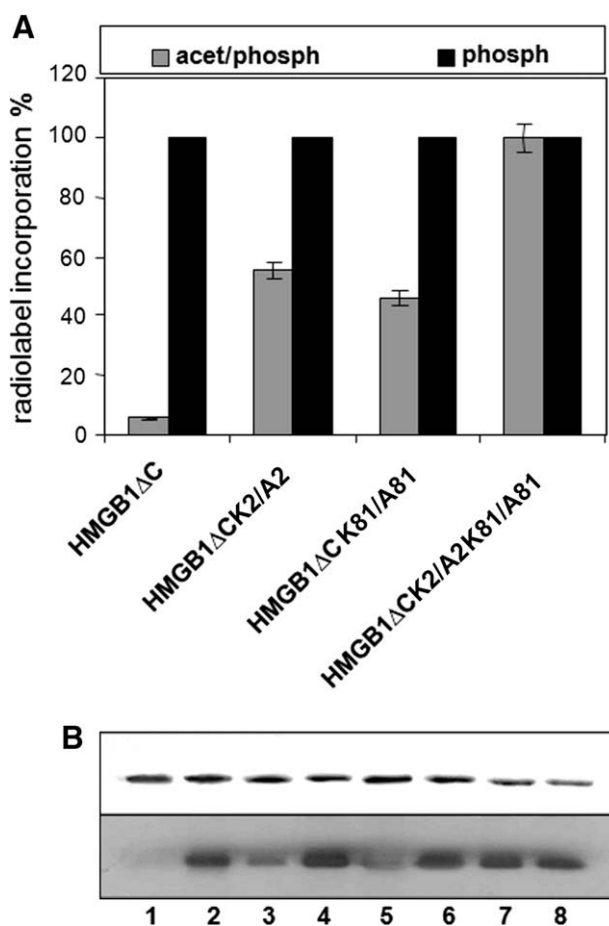 A
acet/phosph phosph
radiolabel incorporation %
120
100
80
60
40
20
0
HMGB1ΔC
HMGB1ΔCK2/A2
HMGB1ΔC K81/A81
HMGB1ΔCK2/A2K81/A81
B
1 2 3 4 5 6 7 8